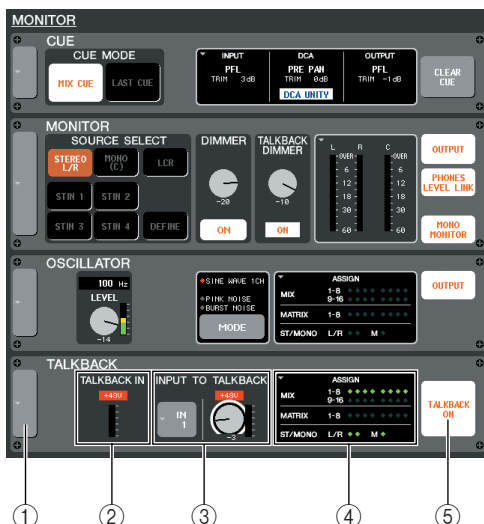 MONITOR
CUE
CUE MODE
MIX CUE
LAST CUE
INPUT
PFL
TRIM 3dB
DCA
PRE PAN
TRIM 0dB
DCA UNITY
OUTPUT
PFL
TRIM -1dB
CLEAR
CUE
MONITOR
SOURCE SELECT
STEREO
L/R
MONO
(C)
LCR
STIN 1
STIN 2
STIN 3
STIN 4
DEFINE
DIMMER
-20
ON
TALKBACK
DIMMER
-10
ON
L R C
-OVER- -OVER
6 6
12 12
18 18
30 30
60 60
OUTPUT
PHONES
LEVEL LINK
MONO
MONITOR
OSCILLATOR
100 Hz
LEVEL
-14
SINE WAVE 1CH
PINK NOISE
BURST NOISE
MODE
ASSIGN
MIX 1-8
9-16
MATRIX 1-8
ST/MONO L/R M
OUTPUT
TALKBACK
TALKBACK IN
+48V
INPUT TO TALKBACK
IN
1
+48V
-3
ASSIGN
MIX 1-8
9-16
MATRIX 1-8
ST/MONO L/R M
TALKBACK
ON
① ② ③ ④ ⑤